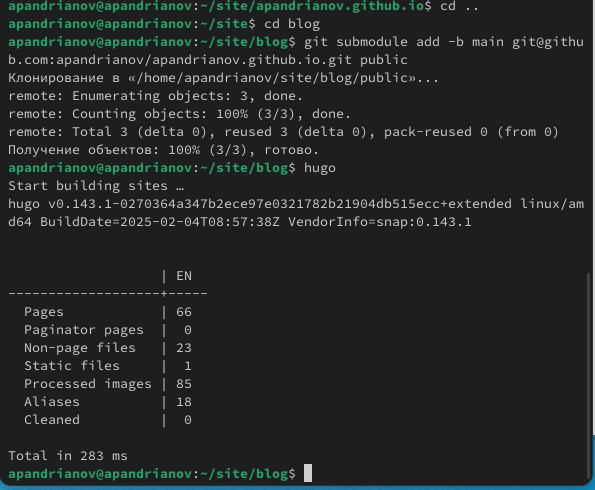 apandrianov@apandrianov:~/site/apandrianov.github.io$ cd ..
apandrianov@apandrianov:~/site$ cd blog
apandrianov@apandrianov:~/site/blog$ git submodule add -b main git@githu
b.com:apandrianov/apandrianov.github.io.git public
Клонирование в «/home/apandrianov/site/blog/public»...
remote: Enumerating objects: 3, done.
remote: Counting objects: 100% (3/3), done.
remote: Total 3 (delta 0), reused 3 (delta 0), pack-reused 0 (from 0)
Получение объектов: 100% (3/3), готово.
apandrianov@apandrianov:~/site/blog$ hugo
Start building sites …
hugo v0.143.1-0270364a347b2ece97e0321782b21904db515ecc+extended linux/am
d64 BuildDate=2025-02-04T08:57:38Z VendorInfo=snap:0.143.1
                   | EN
-------------------+-----
  Pages            | 66
  Paginator pages  |  0
  Non-page files   | 23
  Static files     |  1
  Processed images | 85
  Aliases          | 18
  Cleaned          |  0
Total in 283 ms
apandrianov@apandrianov:~/site/blog$